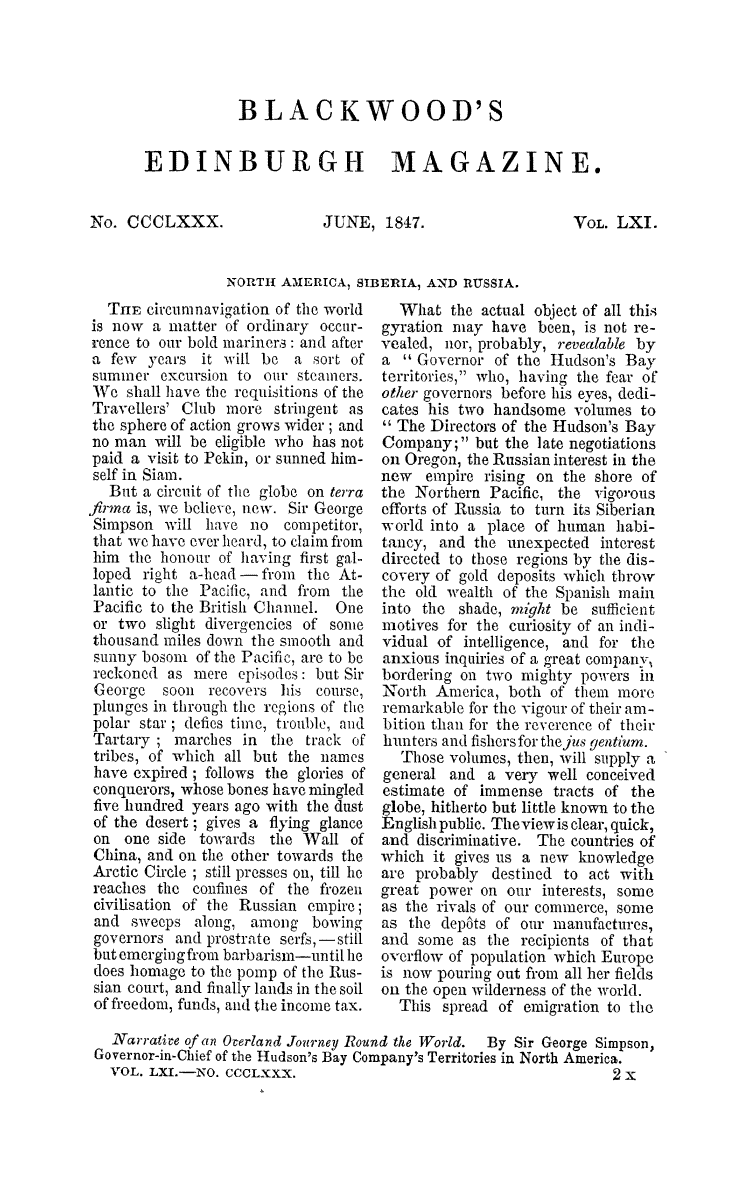 BLACKWOOD'S
EDINBURGH MAGAZINE.
No. CCCLXXX. JUNE, 1847. VOL. LXI.
NORTH AMERICA, SIBERIA, AND RUSSIA.
THE circumnavigation of the world
is now a matter of ordinary occur-
rence to our bold mariners : and after
a few years it will be a sort of
summer excursion to our steamers.
We shall have the requisitions of the
Travellers' Club more stringent as
the sphere of action grows wider ; and
no man will be eligible who has not
paid a visit to Pekin, or sunned him-
self in Siam.
But a circuit of the globe on terra
firma is, we believe, new. Sir George
Simpson will have no competitor,
that we have ever heard, to claim from
him the honour of having first gal-
loped right a-head — from the At-
lantic to the Pacific, and from the
Pacific to the British Channel. One
or two slight divergencies of some
thousand miles down the smooth and
sunny bosom of the Pacific, are to be
reckoned as mere episodes : but Sir
George soon recovers his course,
plunges in through the regions of the
polar star ; defies time, trouble, and
Tartary ; marches in the track of
tribes, of which all but the names
have expired ; follows the glories of
conquerors, whose bones have mingled
five hundred years ago with the dust
of the desert ; gives a flying glance
on one side towards the Wall of
China, and on the other towards the
Arctic Circle ; still presses on, till he
reaches the confines of the frozen
civilisation of the Russian empire ;
and sweeps along, among bowing
governors and prostrate serfs,—still
but emerging from barbarism—until he
does homage to the pomp of the Rus-
sian court, and finally lands in the soil
of freedom, funds, and the income tax.
What the actual object of all this
gyration may have been, is not re-
vealed, nor, probably, revealable by
a “ Governor of the Hudson's Bay
territories,” who, having the fear of
other governors before his eyes, dedi-
cates his two handsome volumes to
“ The Directors of the Hudson's Bay
Company ;” but the late negotiations
on Oregon, the Russian interest in the
new empire rising on the shore of
the Northern Pacific, the vigorous
efforts of Russia to turn its Siberian
world into a place of human habi-
tancy, and the unexpected interest
directed to those regions by the dis-
covery of gold deposits which throw
the old wealth of the Spanish main
into the shade, might be sufficient
motives for the curiosity of an indi-
vidual of intelligence, and for the
anxious inquiries of a great company,
bordering on two mighty powers in
North America, both of them more
remarkable for the vigour of their am-
bition than for the reverence of their
hunters and fishers for the jus gentium.
Those volumes, then, will supply a
general and a very well conceived
estimate of immense tracts of the
globe, hitherto but little known to the
English public. The view is clear, quick,
and discriminative. The countries of
which it gives us a new knowledge
are probably destined to act with
great power on our interests, some
as the rivals of our commerce, some
as the depôts of our manufactures,
and some as the recipients of that
overflow of population which Europe
is now pouring out from all her fields
on the open wilderness of the world.
This spread of emigration to the
Narrative of an Overland Journey Round the World. By Sir George Simpson,
Governor-in-Chief of the Hudson's Bay Company's Territories in North America.
VOL. LXI.—NO. CCCLXXX. 2 X